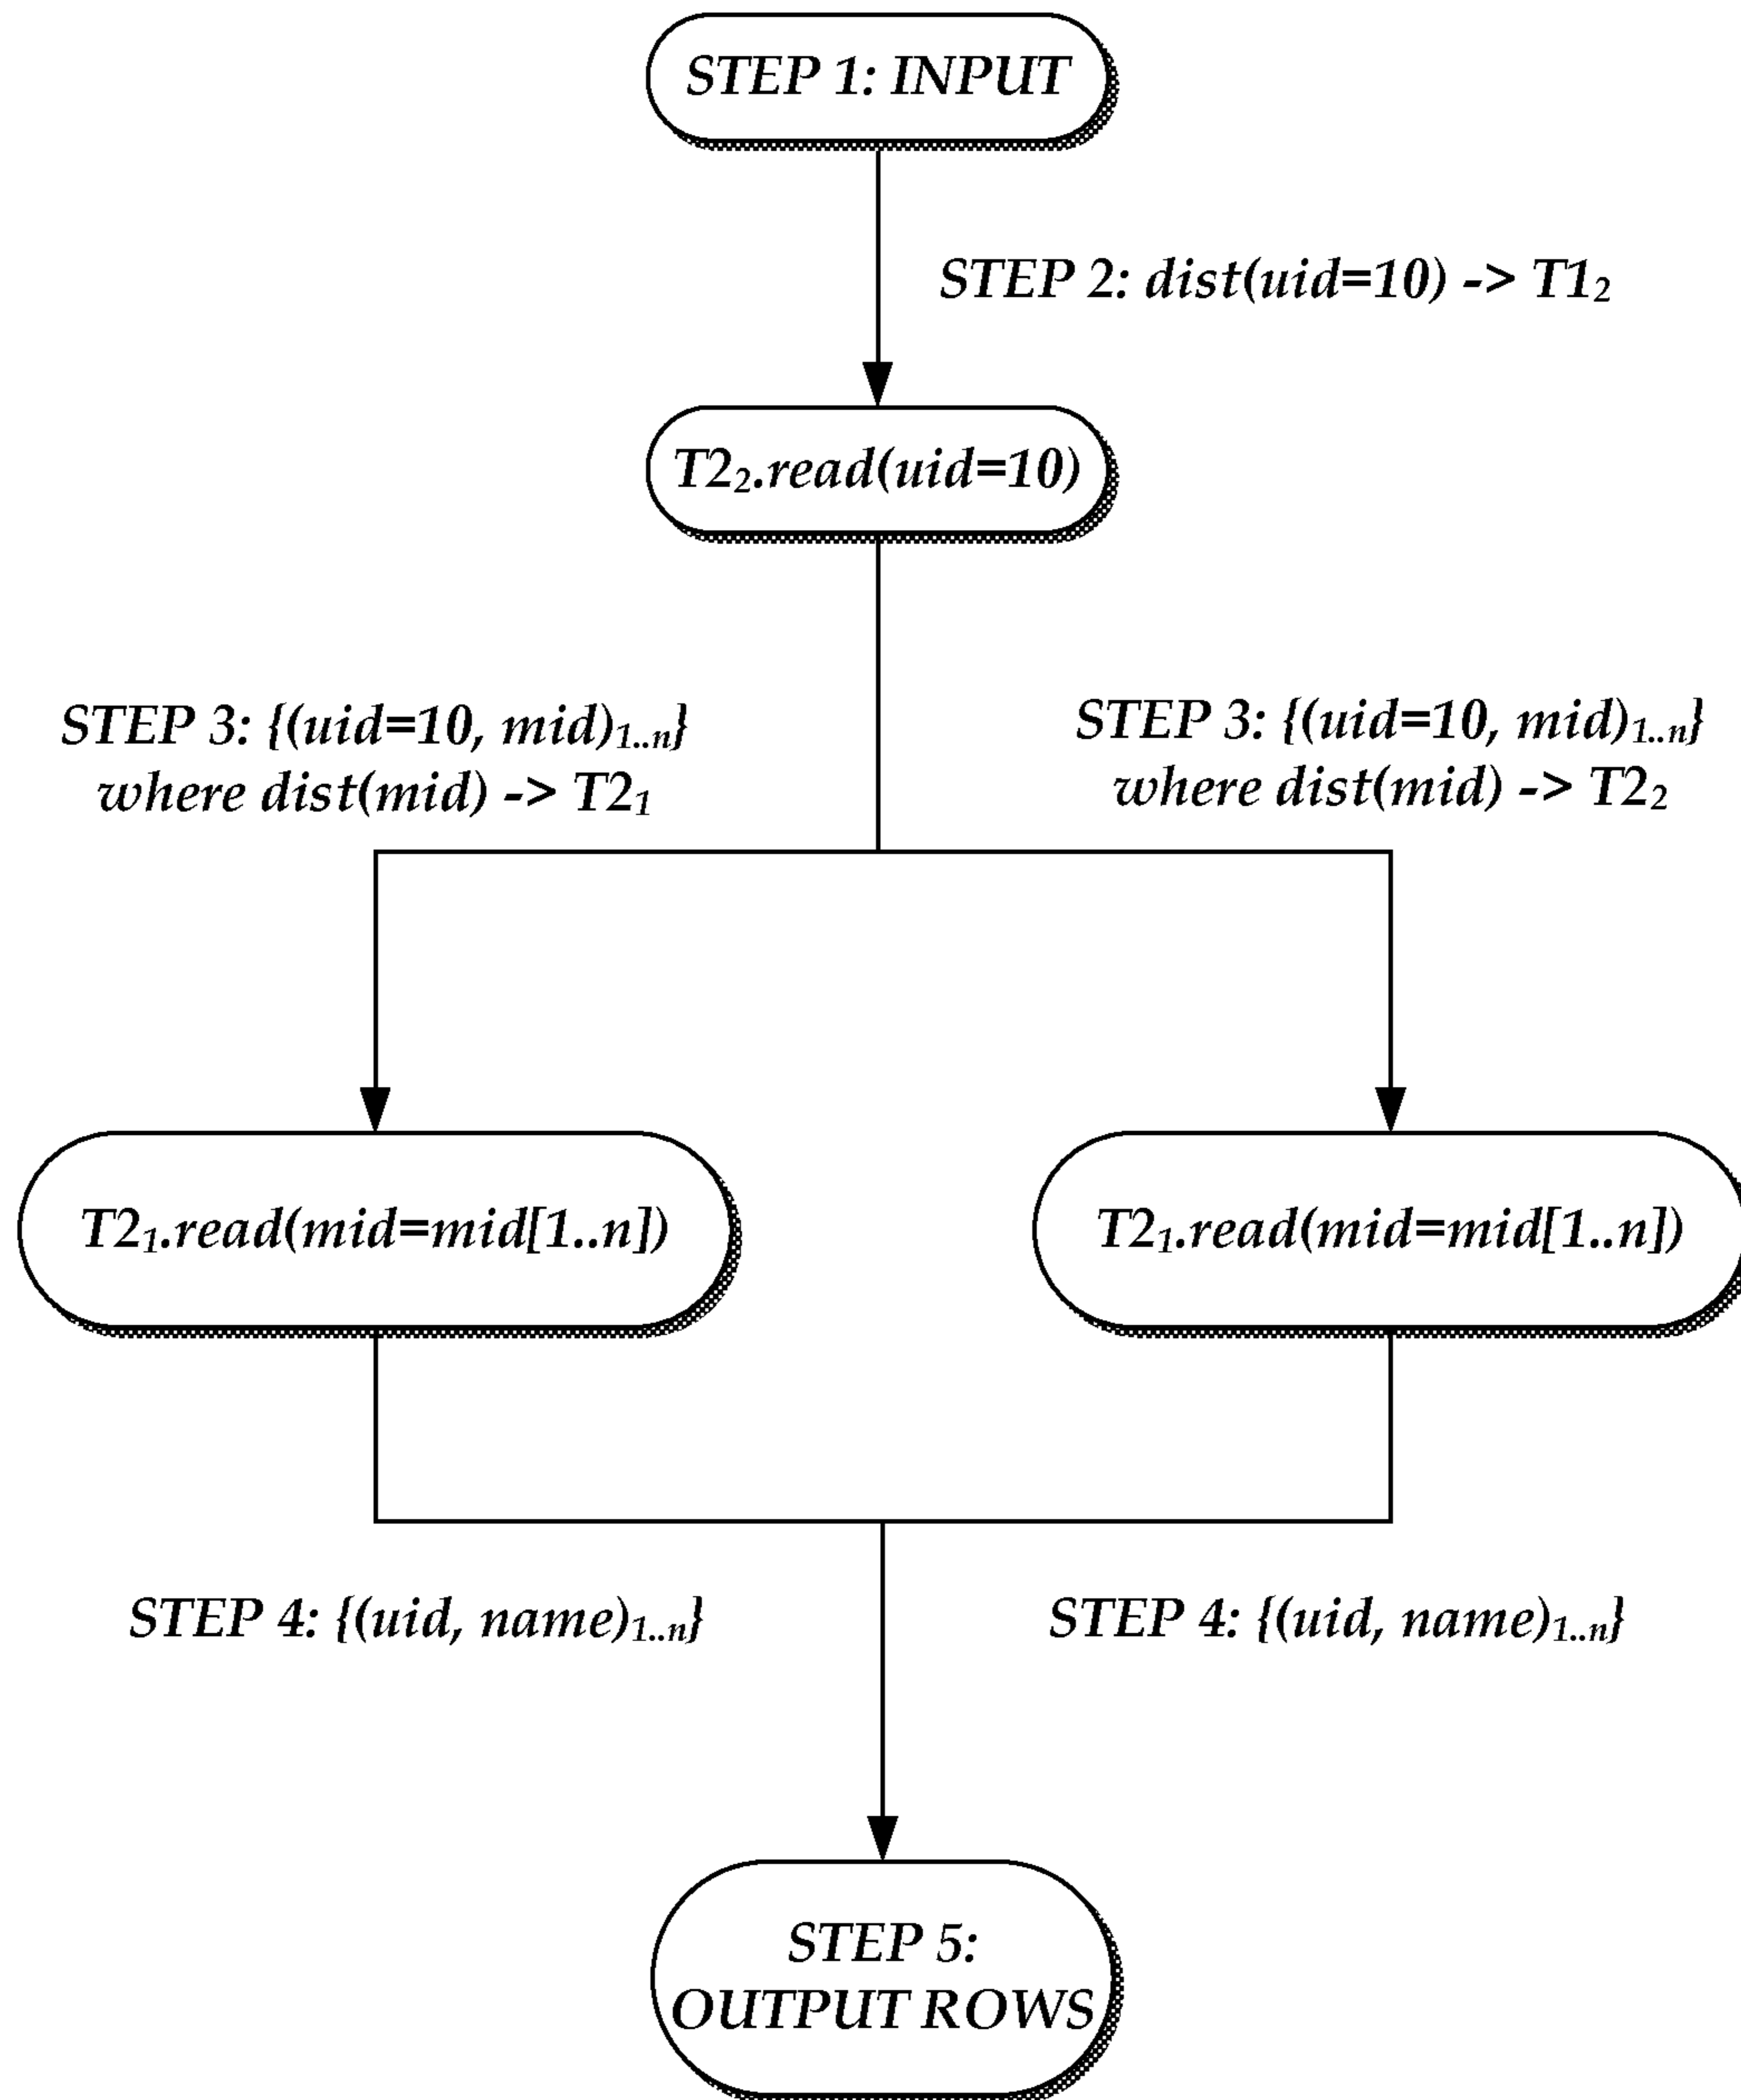 STEP 1: INPUT
STEP 2: dist(uid=10) -> T1₂
T2₂.read(uid=10)
STEP 3: {(uid=10, mid)₁..ₙ}
where dist(mid) -> T2₁
STEP 3: {(uid=10, mid)₁..ₙ}
where dist(mid) -> T2₂
T2₁.read(mid=mid[1..n])
T2₁.read(mid=mid[1..n])
STEP 4: {(uid, name)₁..ₙ}
STEP 4: {(uid, name)₁..ₙ}
STEP 5:
OUTPUT ROWS